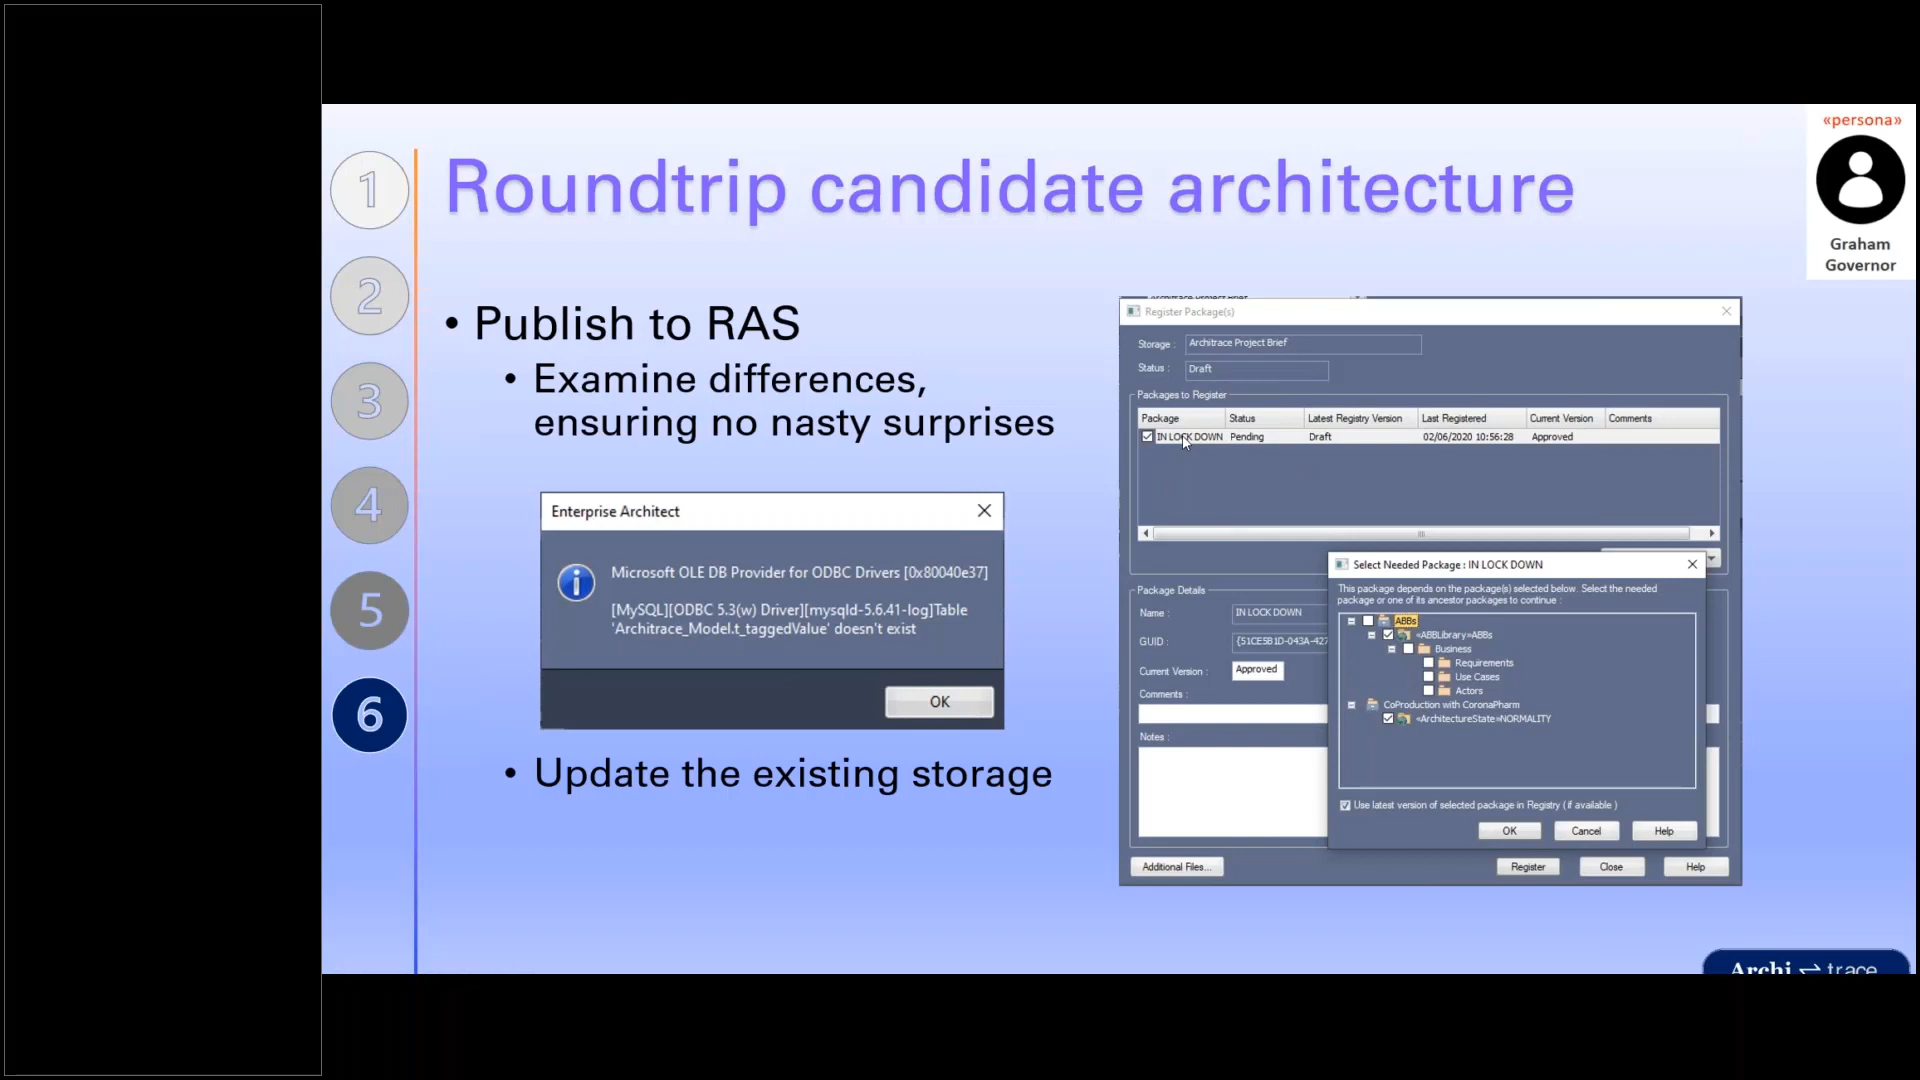 «persona»
Graham
Governor
1
2
3
4
5
6
Roundtrip candidate architecture
• Publish to RAS
• Examine differences,
ensuring no nasty surprises
Enterprise Architect
Microsoft OLE DB Provider for ODBC Drivers [0x80040e37]
[MySQL][ODBC 5.3(w) Driver][mysqld-5.6.41-log]Table
'Architrace_Model.t_taggedValue' doesn't exist
OK
• Update the existing storage
Architrace Project Brief
Register Package(s)
Storage : Architrace Project Brief
Status : Draft
Packages to Register
Package Status Latest Registry Version Last Registered Current Version Comments
IN LOCK DOWN Pending Draft 02/06/2020 10:56:28 Approved
Package Details
Name : IN LOCK DOWN
GUID : {51CE5B1D-043A-427
Current Version : Approved
Comments :
Notes :
Additional Files...
Register
Close
Help
Select Needed Package : IN LOCK DOWN
This package depends on the package(s) selected below. Select the needed
package or one of its ancestor packages to continue :
ABBs
«ABBLibrary»ABBs
Business
Requirements
Use Cases
Actors
CoProduction with CoronaPharm
«ArchitectureState»NORMALITY
Use latest version of selected package in Registry ( if available )
OK
Cancel
Help
Archi ⇌ trace